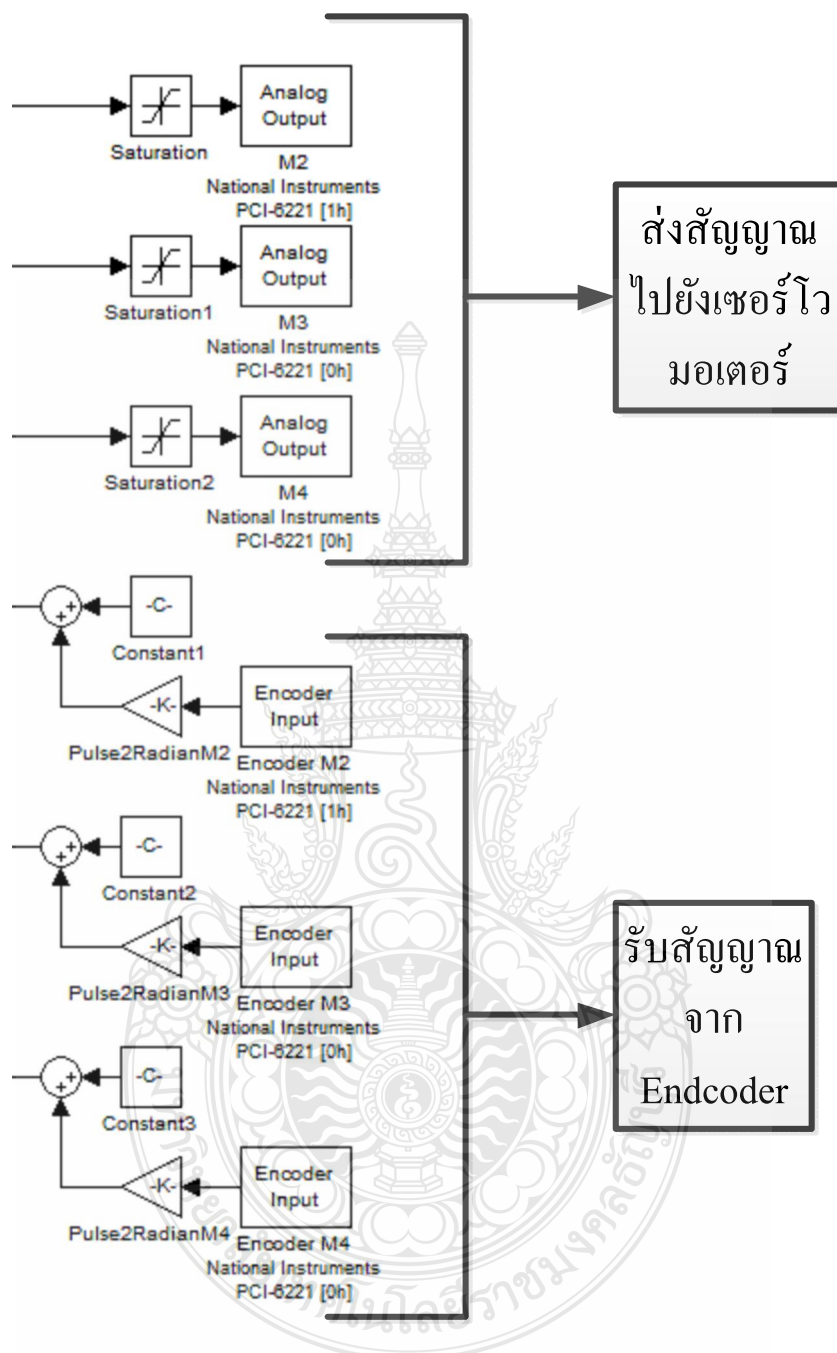 Analog
Output
Saturation
M2
National Instruments
PCI-6221 [1h]
Analog
Output
Saturation1
M3
National Instruments
PCI-6221 [0h]
Analog
Output
Saturation2
M4
National Instruments
PCI-6221 [0h]
ส่งสัญญาณ
ไปยังเซอร์โว
มอเตอร์
++
-C-
Constant1
-K-
Encoder
Input
Pulse2RadianM2
Encoder M2
National Instruments
PCI-6221 [1h]
++
-C-
Constant2
-K-
Encoder
Input
Pulse2RadianM3
Encoder M3
National Instruments
PCI-6221 [0h]
++
-C-
Constant3
-K-
Encoder
Input
Pulse2RadianM4
Encoder M4
National Instruments
PCI-6221 [0h]
รับสัญญาณ
จาก
Endcoder